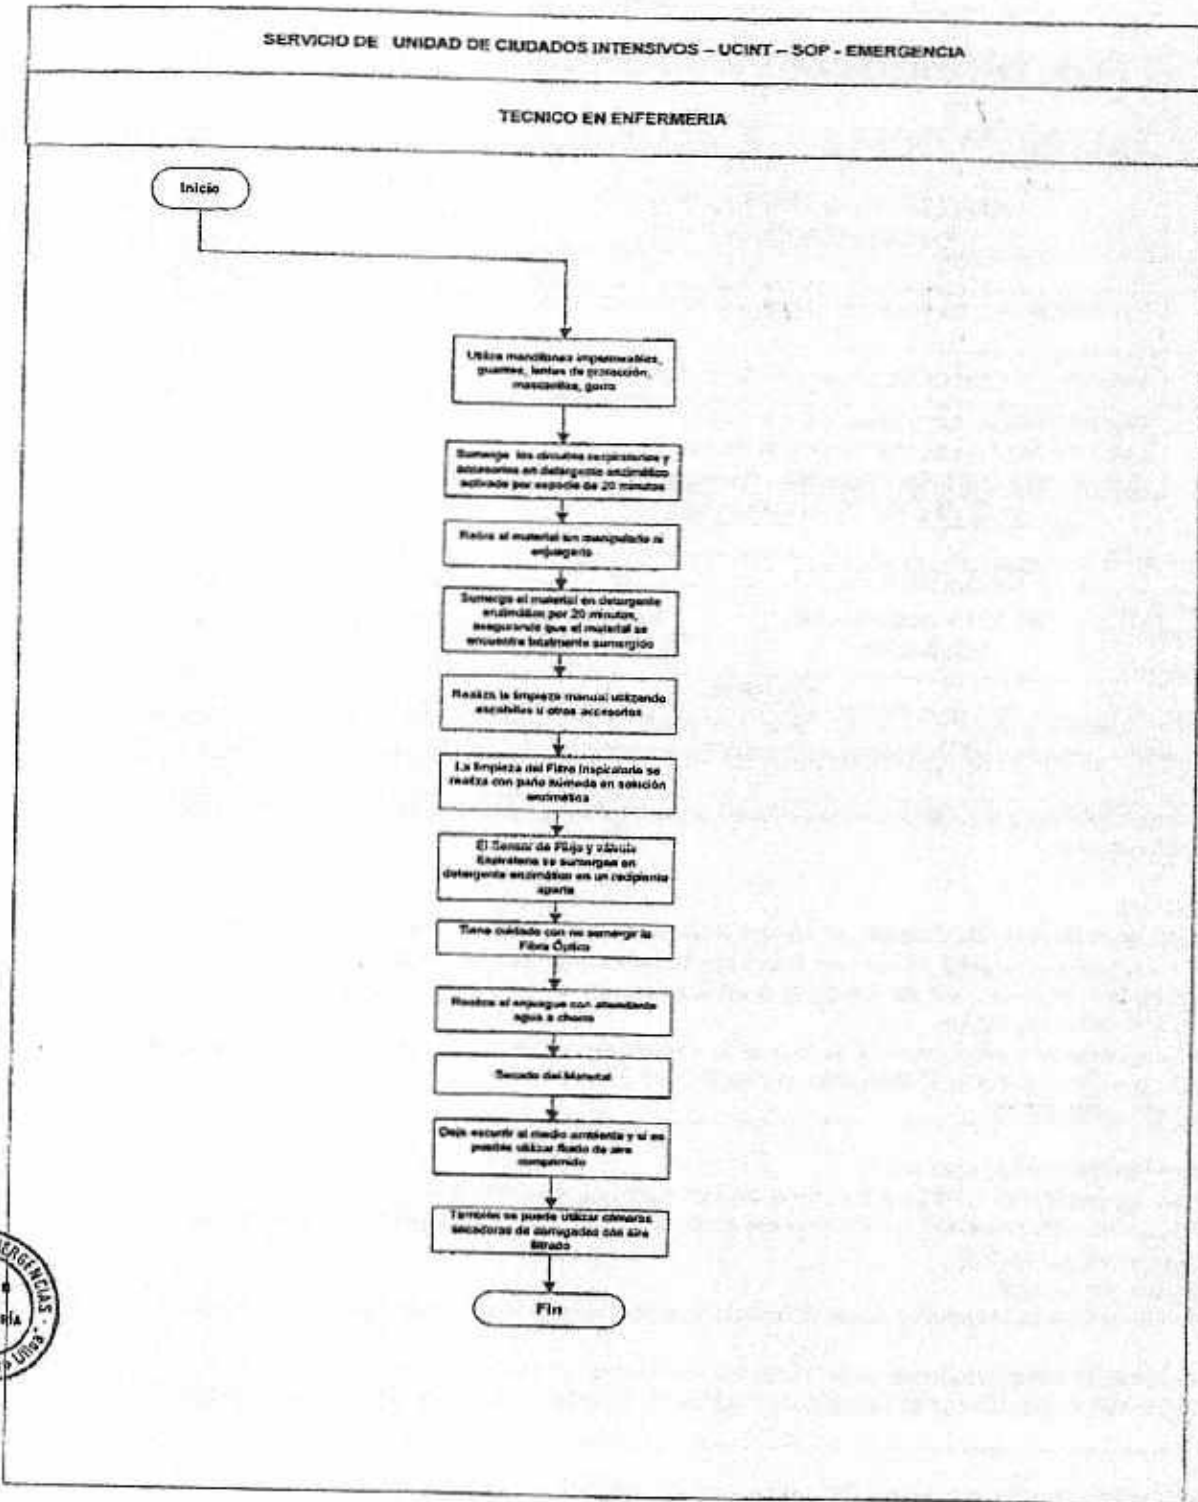 SERVICIO DE UNIDAD DE CIUDADOS INTENSIVOS – UCINT – SOP - EMERGENCIA
TECNICO EN ENFERMERIA
Inicio
Utiliza mandilones impermeables,
guantes, lentes de protección,
mascarillas, gorro
Sumerge los circuitos respiratorios y
accesorios en detergente enzimático
activado por espacio de 20 minutos
Retira el material sin manipularlo ni
enjuagarlo
Sumerge el material en detergente
enzimático por 20 minutos,
asegurando que el material se
encuentre totalmente sumergido
Realiza la limpieza manual utilizando
escobillas u otros accesorios
La limpieza del Filtro Inspiratorio se
realiza con paño húmedo en solución
enzimática
El Sensor de Flujo y válvula
Espiratoria se sumergen en
detergente enzimático en un recipiente
aparte
Tiene cuidado con no sumergir la
Fibra Óptica
Realiza el enjuague con abundante
agua a chorro
Secado del Material
Deja escurrir al medio ambiente y si es
posible utilizar fluido de aire
comprimido
También se puede utilizar cámaras
secadoras de corrugados con aire
filtrado
Fin